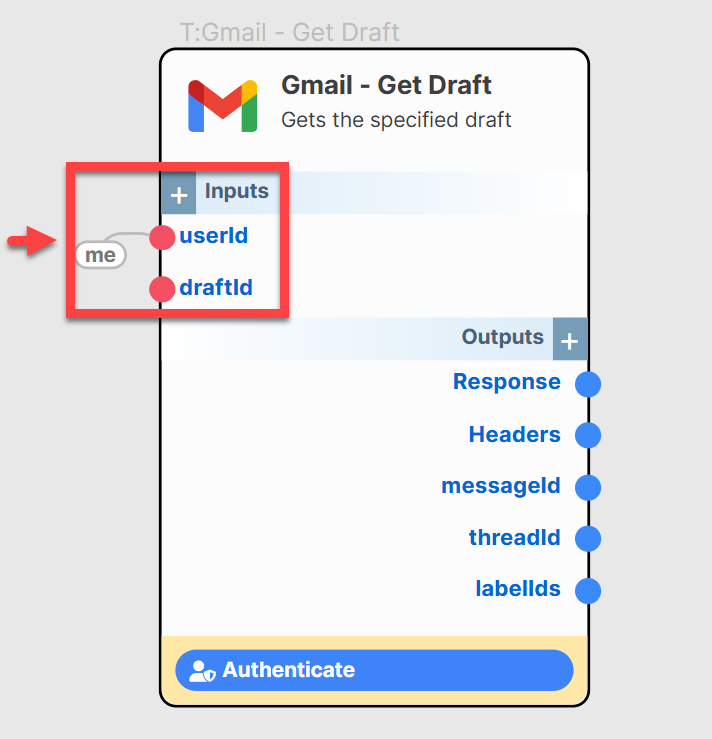 T:Gmail - Get Draft
Gmail - Get Draft
Gets the specified draft
+ Inputs
userId
me
draftId
Outputs +
Response
Headers
messageId
threadId
labelIds
Authenticate